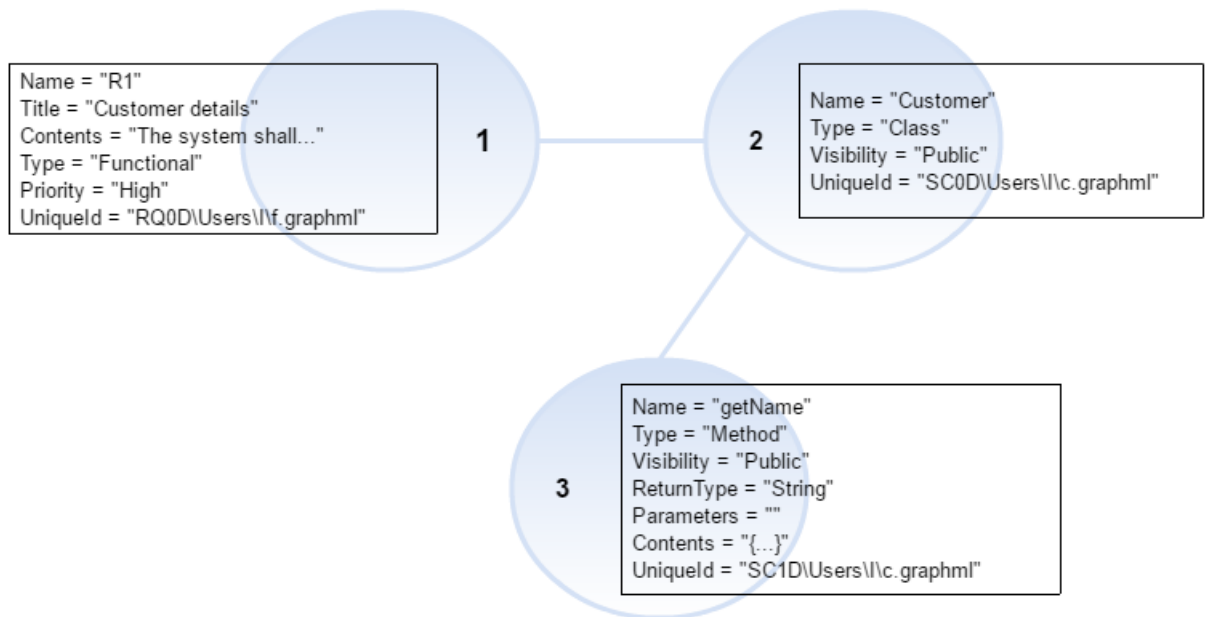 Name = "R1"
Title = "Customer details"
Contents = "The system shall..."
Type = "Functional"
Priority = "High"
UniqueId = "RQ0D\Users\I\f.graphml"
1
2
Name = "Customer"
Type = "Class"
Visibility = "Public"
UniqueId = "SC0D\Users\I\c.graphml"
3
Name = "getName"
Type = "Method"
Visibility = "Public"
ReturnType = "String"
Parameters = ""
Contents = "{...}"
UniqueId = "SC1D\Users\I\c.graphml"